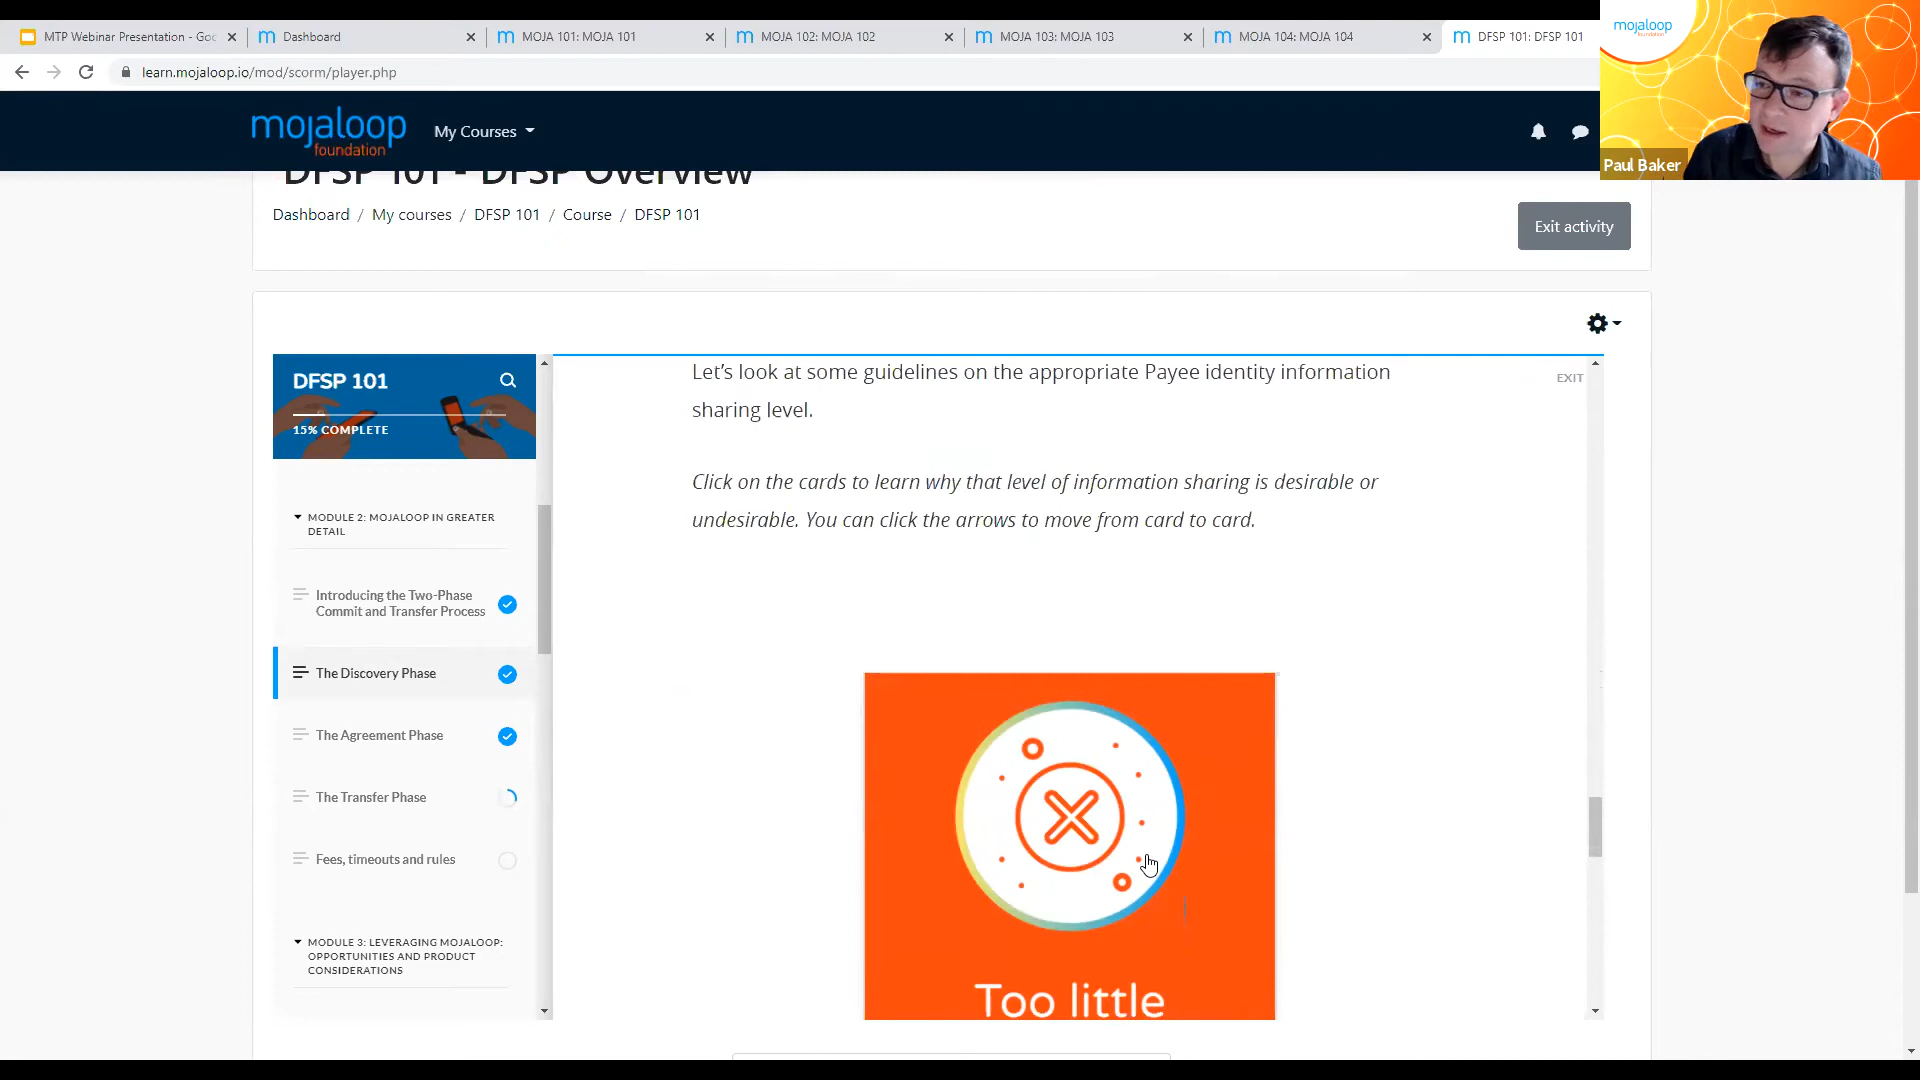 MTP Webinar Presentation - Goo
Dashboard
MOJA 101: MOJA 101
MOJA 102: MOJA 102
MOJA 103: MOJA 103
MOJA 104: MOJA 104
DFSP 101: DFSP 101
learn.mojaloop.io/mod/scorm/player.php
mojaloop
foundation
Paul Baker
mojaloop
foundation
My Courses
DFSP 101 - DFSP Overview
Dashboard / My courses / DFSP 101 / Course / DFSP 101
Exit activity
DFSP 101
15% COMPLETE
MODULE 2: MOJALOOP IN GREATER
DETAIL
Introducing the Two-Phase
Commit and Transfer Process
The Discovery Phase
The Agreement Phase
The Transfer Phase
Fees, timeouts and rules
MODULE 3: LEVERAGING MOJALOOP:
OPPORTUNITIES AND PRODUCT
CONSIDERATIONS
EXIT
Let's look at some guidelines on the appropriate Payee identity information
sharing level.
Click on the cards to learn why that level of information sharing is desirable or
undesirable. You can click the arrows to move from card to card.
Too little